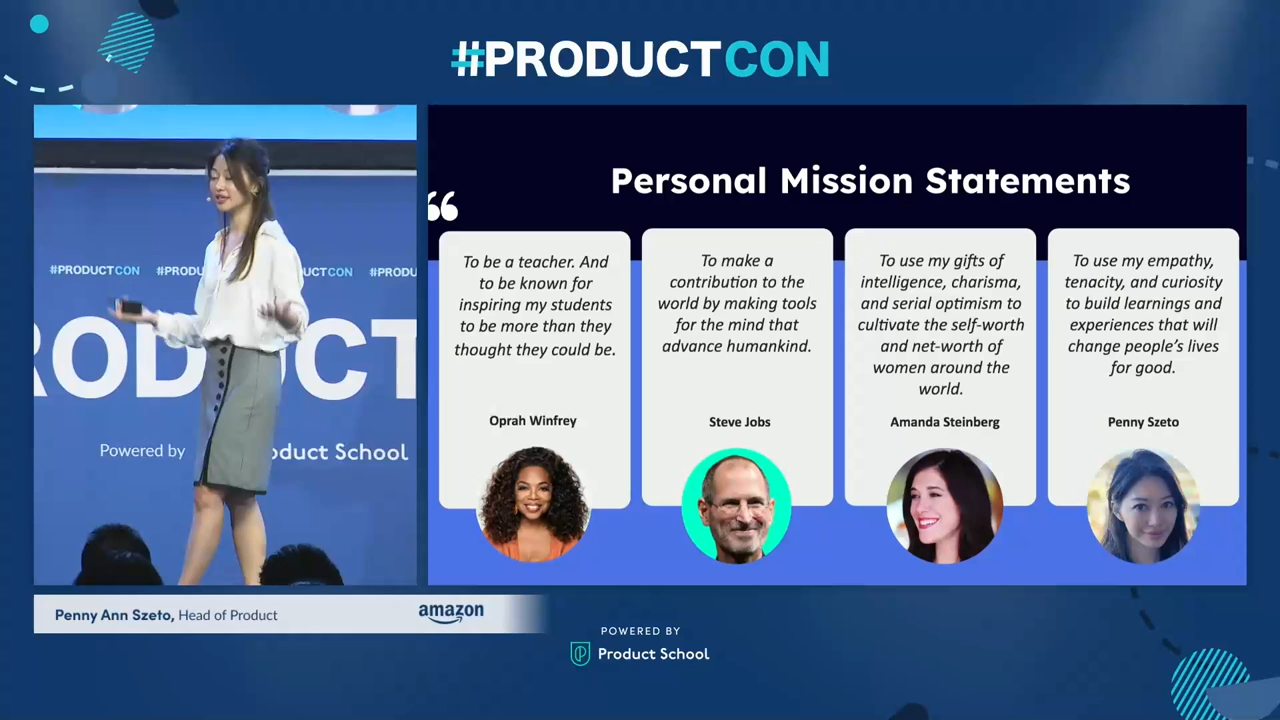 #PRODUCTCON
Personal Mission Statements
“
To be a teacher. And
to be known for
inspiring my students
to be more than they
thought they could be.
Oprah Winfrey
To make a
contribution to the
world by making tools
for the mind that
advance humankind.
Steve Jobs
To use my gifts of
intelligence, charisma,
and serial optimism to
cultivate the self-worth
and net-worth of
women around the
world.
Amanda Steinberg
To use my empathy,
tenacity, and curiosity
to build learnings and
experiences that will
change people’s lives
for good.
Penny Szeto
#PRODUCTCON #PRODU UCTCON #PRODU
RODUCT
Powered by oduct School
Penny Ann Szeto, Head of Product
amazon
POWERED BY
Product School